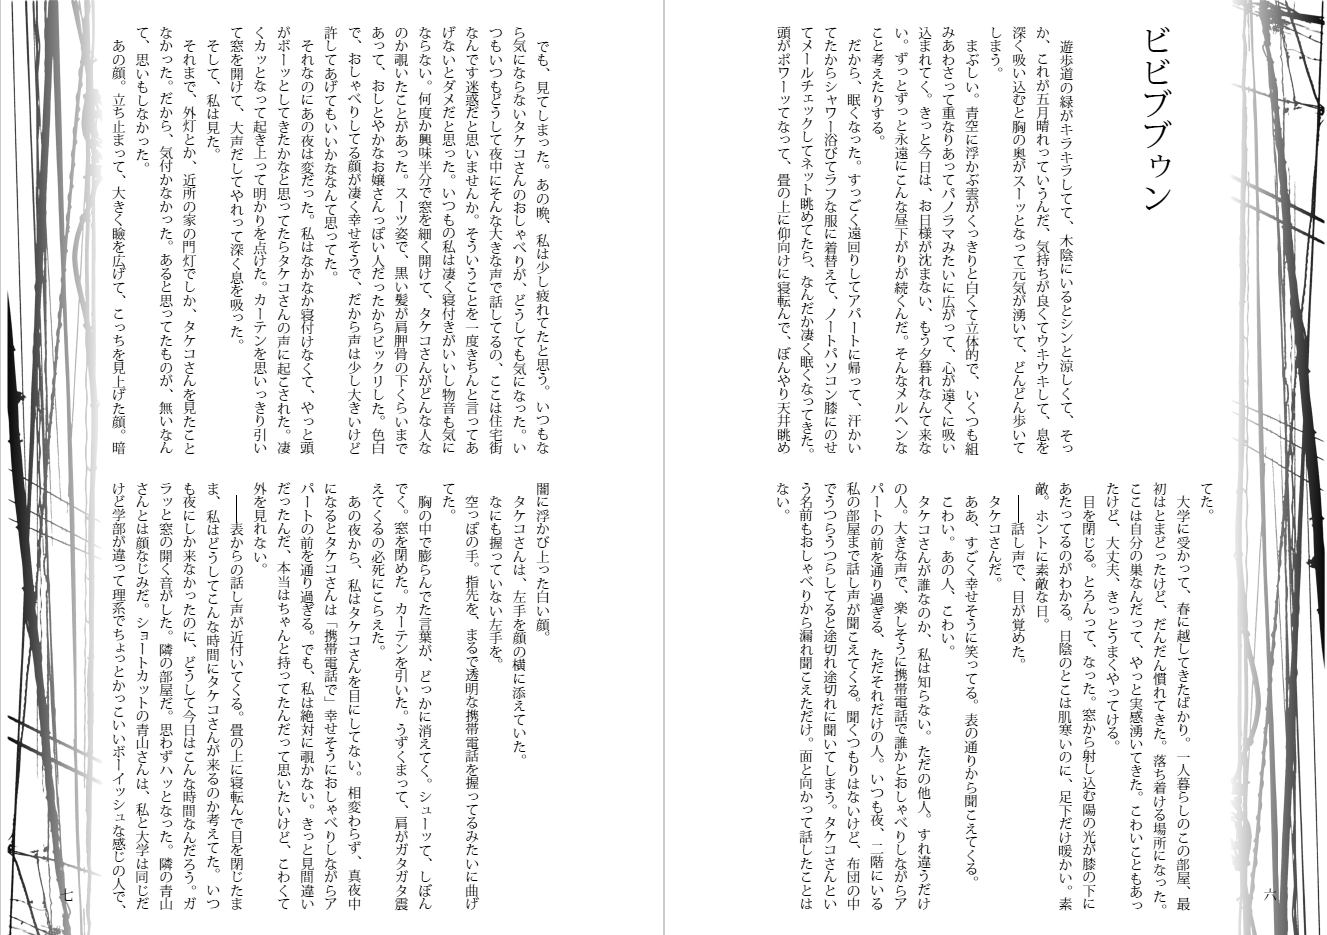 ビビブブゥン
　遊歩道の緑がキラキラしてて、木陰にいるとシンと涼しくて、そっ
か、これが五月晴れっていうんだ、気持ちが良くてウキウキして、息を
深く吸い込むと胸の奥がスーッとなって元気が湧いて、どんどん歩いて
しまう。
　まぶしい。青空に浮かぶ雲がくっきりと白くて立体的で、いくつも組
みあわさって重なりあってパノラマみたいに広がって、心が遠くに吸い
込まれてく。きっと今日は、お日様が沈まない、もう夕暮れなんて来な
い。ずっとずっと永遠にこんな昼下がりが続くんだ。そんなメルヘンな
こと考えたりする。
　だから、眠くなった。すっごく遠回りしてアパートに帰って、汗かい
てたからシャワー浴びてラフな服に着替えて、ノートパソコン膝にのせ
てメールチェックしてネット眺めてたら、なんだか凄く眠くなってきた。
頭がボワーッてなって、畳の上に仰向けに寝転んで、ぼんやり天井眺め
てた。
　大学に受かって、春に越してきたばかり。一人暮らしのこの部屋、最
初はとまどったけど、だんだん慣れてきた。落ち着ける場所になった。
ここは自分の巣なんだって、やっと実感湧いてきた。こわいこともあっ
たけど、大丈夫、きっとうまくやってける。
　目を閉じる。とろんって、なった。窓から射し込む陽の光が膝の下に
あたってるのがわかる。日陰のとこは肌寒いのに、足下だけ暖かい。素
敵。ホントに素敵な日。
　――話し声で、目が覚めた。
　タケコさんだ。
　ああ、すごく幸せそうに笑ってる。表の通りから聞こえてくる。
　こわい。あの人、こわい。
　タケコさんが誰なのか、私は知らない。ただの他人。すれ違うだけ
の人。大きな声で、楽しそうに携帯電話で誰かとおしゃべりしながらア
パートの前を通り過ぎる、ただそれだけの人。いつも夜、二階にいる
私の部屋まで話し声が聞こえてくる。聞くつもりはないけど、布団の中
でうつらうつらしてると途切れ途切れに聞いてしまう。タケコさんとい
う名前もおしゃべりから漏れ聞こえただけ。面と向かって話したことは
ない。
六
　でも、見てしまった。あの晩、私は少し疲れてたと思う。いつもな
ら気にならないタケコさんのおしゃべりが、どうしても気になった。い
つもいつもどうして夜中にそんな大きな声で話してるの、ここは住宅街
なんです迷惑だと思いませんか。そういうことを一度きちんと言ってあ
げないとダメだと思った。いつもの私は凄く寝付きがいいし物音も気に
ならない。何度か興味半分で窓を細く開けて、タケコさんがどんな人な
のか覗いたことがあった。スーツ姿で、黒い髪が肩胛骨の下くらいまで
あって、おしとやかなお嬢さんっぽい人だったからビックリした。色白
で、おしゃべりしてる顔が凄く幸せそうで、だから声は少し大きいけど
許してあげてもいいかななんて思ってた。
　それなのにあの夜は変だった。私はなかなか寝付けなくて、やっと頭
がボーッとしてきたかなと思ってたらタケコさんの声に起こされた。凄
くカッとなって起き上って明かりを点けた。カーテンを思いっきり引い
て窓を開けて、大声だしてやれって深く息を吸った。
　そして、私は見た。
　それまで、外灯とか、近所の家の門灯でしか、タケコさんを見たこと
なかった。だから、気付かなかった。あると思ってたものが、無いなん
て、思いもしなかった。
　あの顔。立ち止まって、大きく瞼を広げて、こっちを見上げた顔。暗
闇に浮かび上った白い顔。
　タケコさんは、左手を顔の横に添えていた。
　なにも握っていない左手を。
　空っぽの手。指先を、まるで透明な携帯電話を握ってるみたいに曲げ
てた。
　胸の中で膨らんでた言葉が、どっかに消えてく。シューッて、しぼん
でく。窓を閉めた。カーテンを引いた。うずくまって、肩がガタガタ震
えてくるの必死にこらえた。
　あの夜から、私はタケコさんを目にしてない。相変わらず、真夜中
になるとタケコさんは「携帯電話で」幸せそうにおしゃべりしながらア
パートの前を通り過ぎる。でも、私は絶対に覗かない。きっと見間違い
だったんだ、本当はちゃんと持ってたんだって思いたいけど、こわくて
外を見れない。
　――表からの話し声が近付いてくる。畳の上に寝転んで目を閉じたま
ま、私はどうしてこんな時間にタケコさんが来るのか考えてた。いつ
も夜にしか来なかったのに、どうして今日はこんな時間なんだろう。ガ
ラッと窓の開く音がした。隣の部屋だ。思わずハッとなった。隣の青山
さんとは顔なじみだ。ショートカットの青山さんは、私と大学は同じだ
けど学部が違って理系でちょっとかっこいいボーイッシュな感じの人で、
七